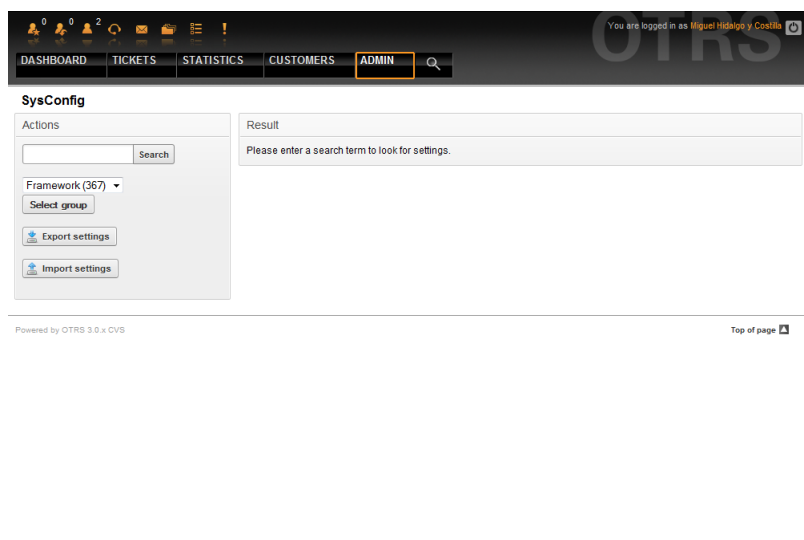 0 0 2
You are logged in as Miguel Hidalgo y Costilla
OTRS
DASHBOARD TICKETS STATISTICS CUSTOMERS ADMIN
SysConfig
Actions
Search
Framework (367)
Select group
Export settings
Import settings
Result
Please enter a search term to look for settings.
Powered by OTRS 3.0.x CVS
Top of page